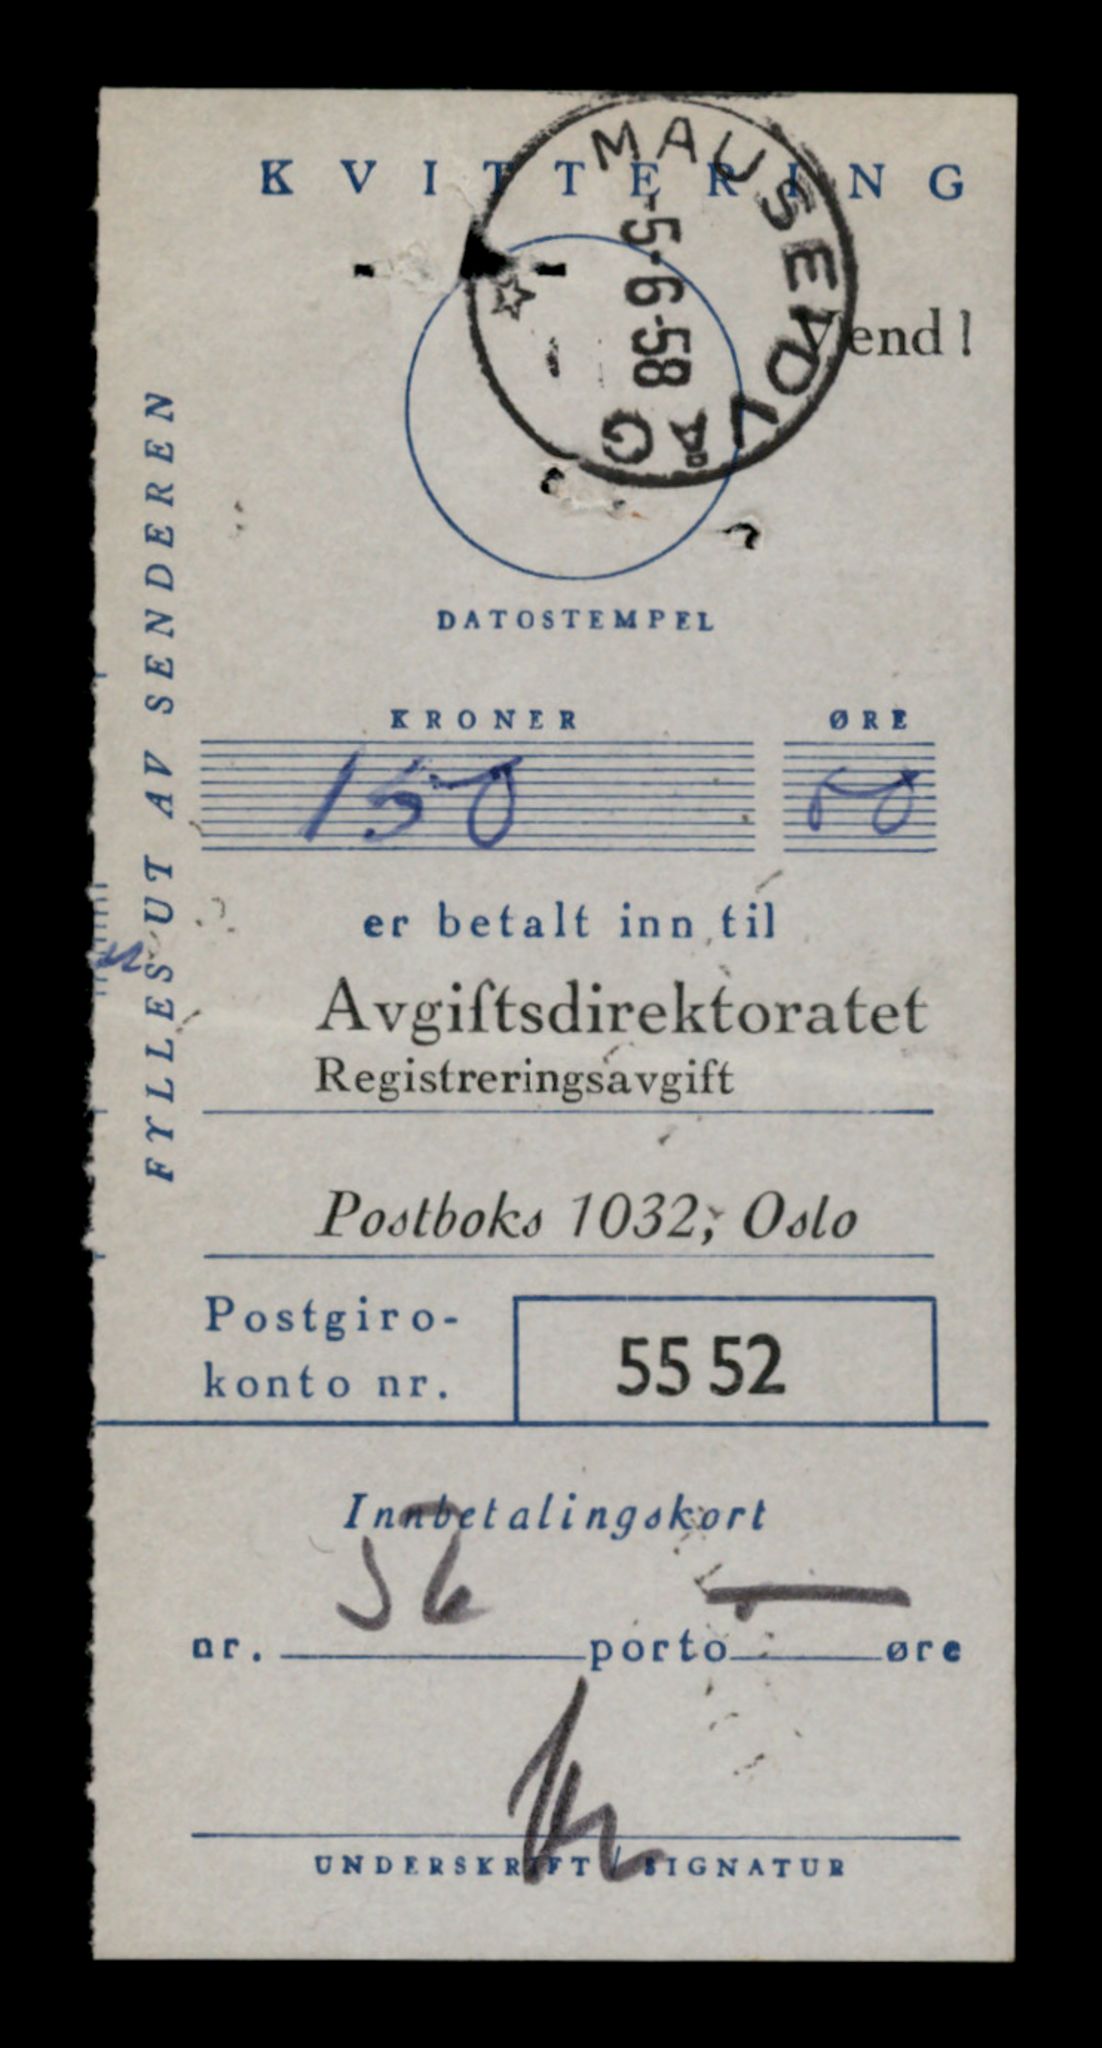 KVITTERING
MAUSENDVÅG
-5.-6-58
Vend!
DATOSTEMPEL
FYLLES UT AV SENDEREN
KRONER ØRE
150 00
er betalt inn til
Avgiftsdirektoratet
Registreringsavgift
Postboks 1032, Oslo
Postgiro-
konto nr.
55 52
Innbetalingskort
nr. 56 porto — øre
UNDERSKRIFT / SIGNATUR